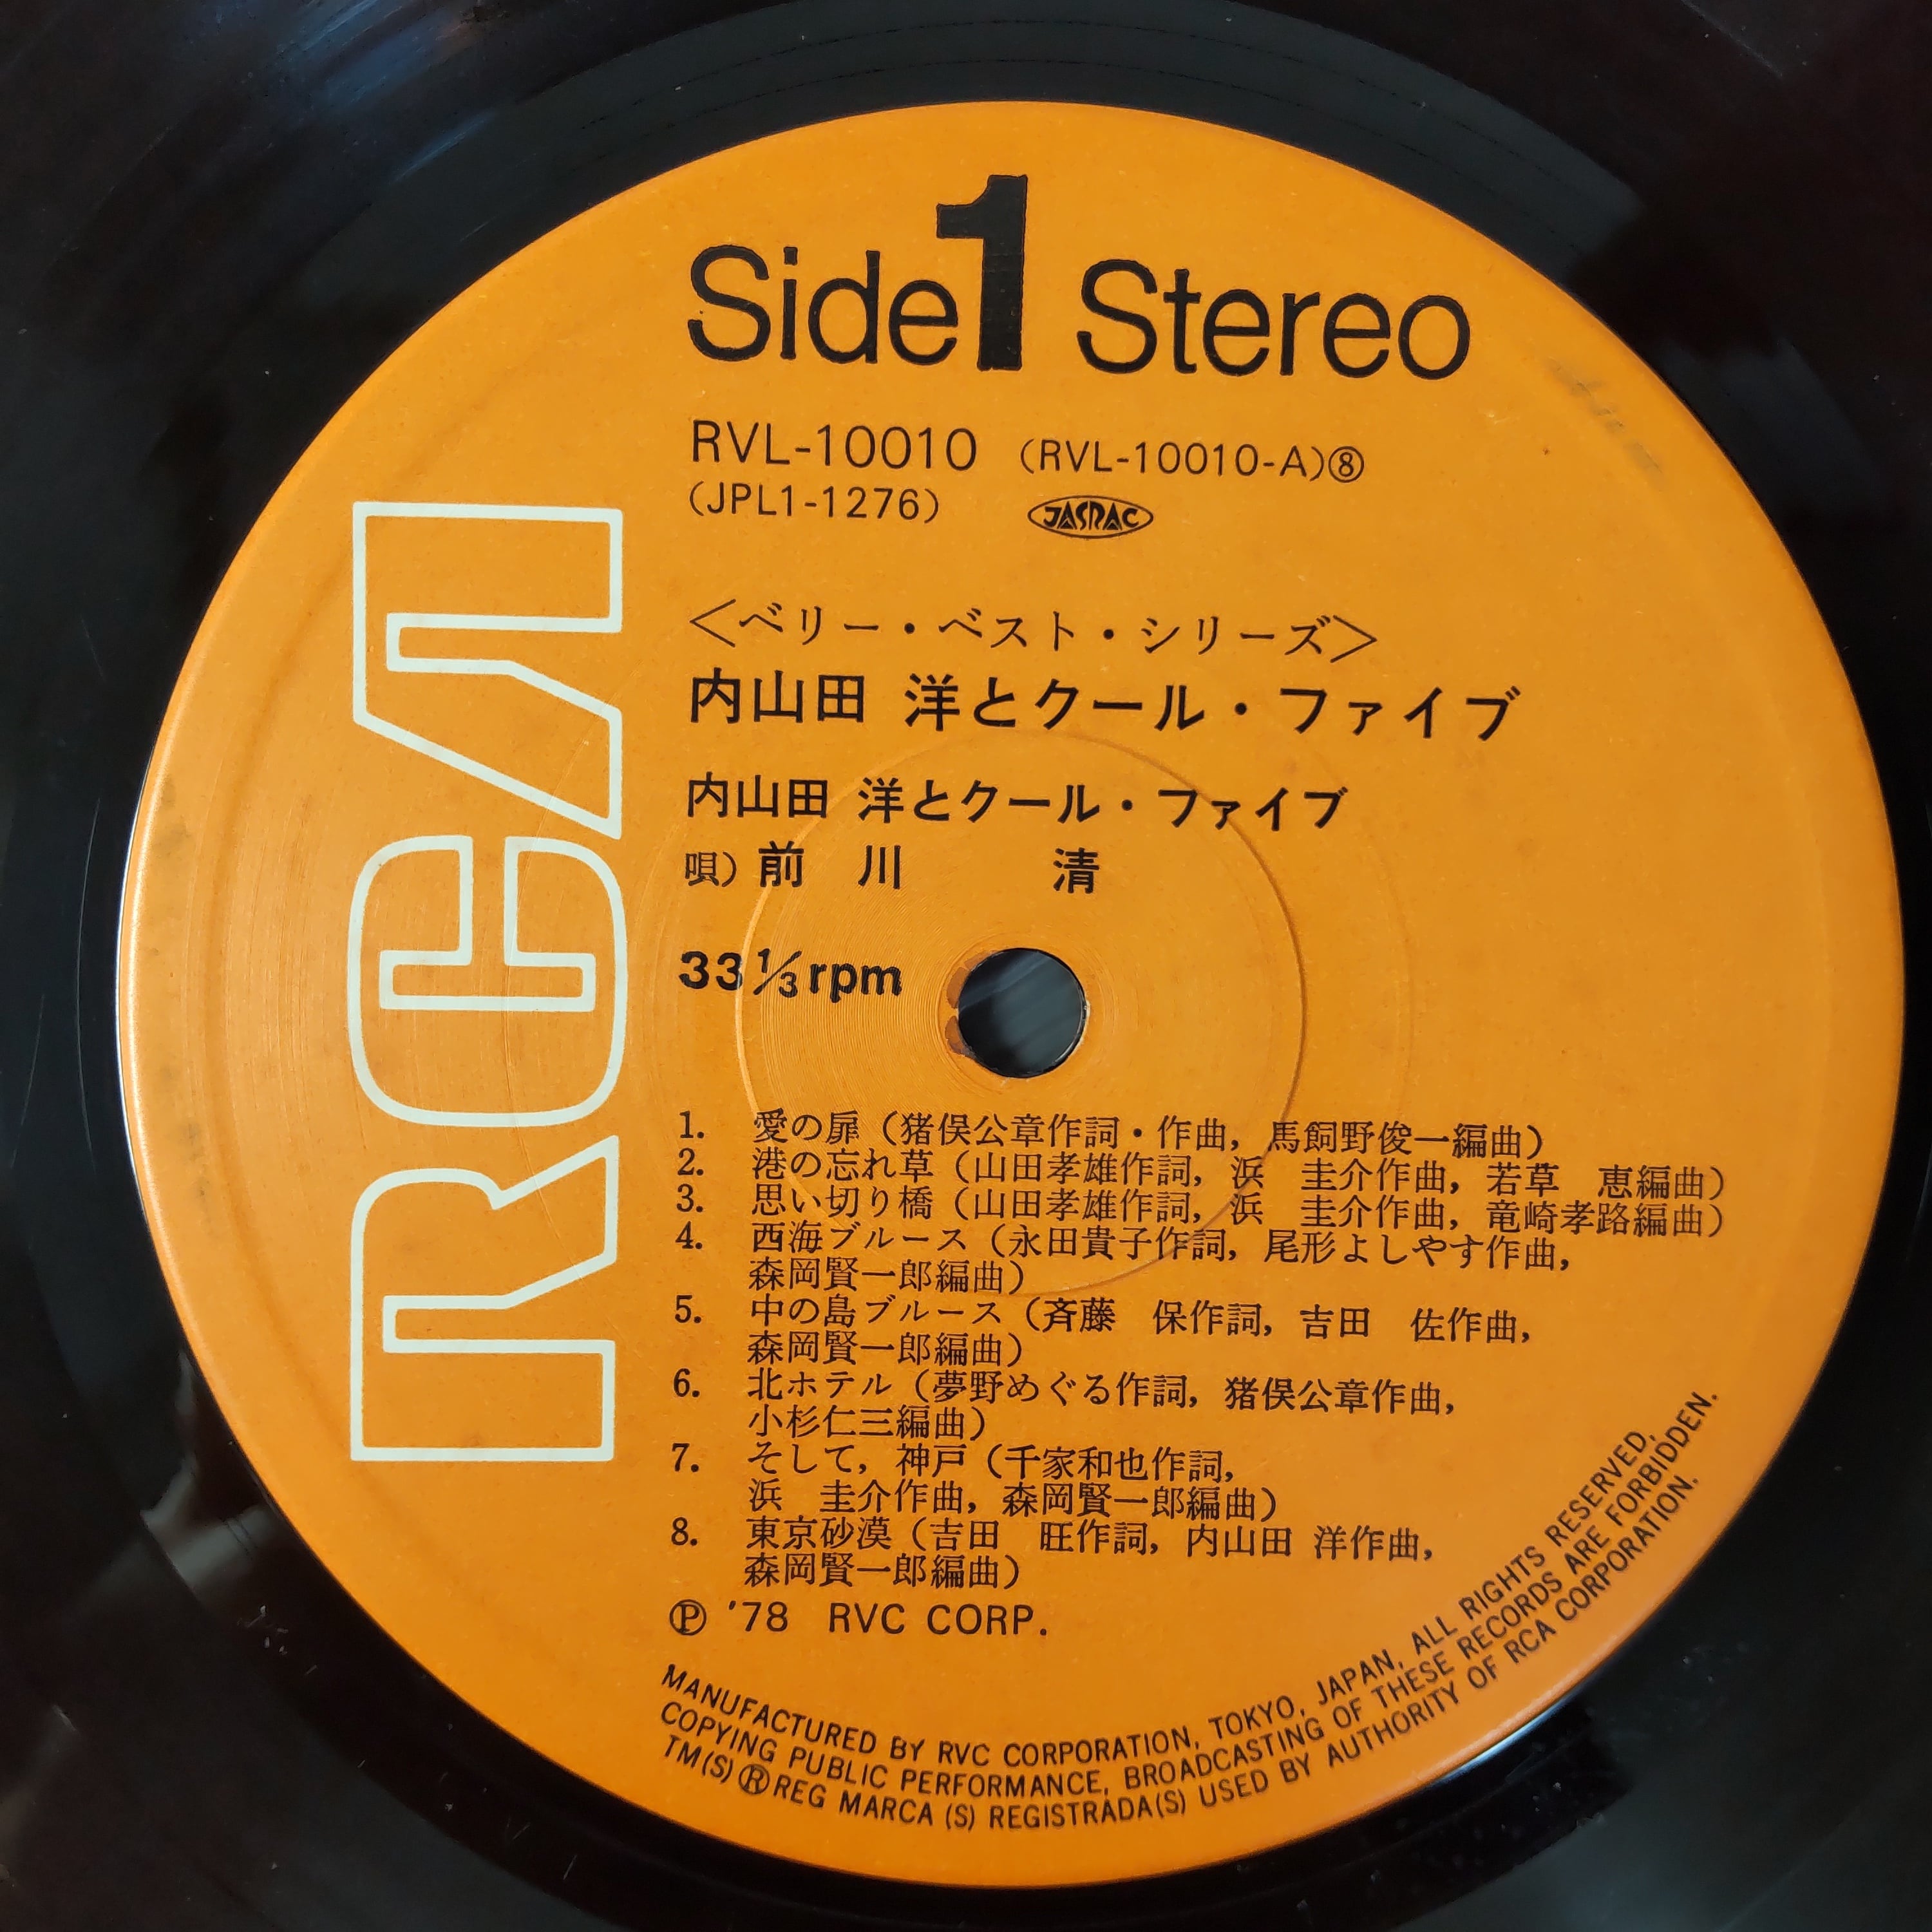 Side 1 Stereo
RVL-10010 (RVL-10010-A)⑧
(JPL1-1276) JASRAC
<ベリー・ベスト・シリーズ>
内山田 洋とクール・ファイブ
内山田 洋とクール・ファイブ
唄) 前 川 清
33⅓rpm
RCA
1. 愛の扉(猪俣公章作詞・作曲, 馬飼野俊一編曲)
2. 港の忘れ草(山田孝雄作詞, 浜 圭介作曲, 若草 恵編曲)
3. 思い切り橋(山田孝雄作詞, 浜 圭介作曲, 竜崎孝路編曲)
4. 西海ブルース(永田貴子作詞, 尾形よしやす作曲,
森岡賢一郎編曲)
5. 中の島ブルース(斉藤 保作詞, 吉田 佐作曲,
森岡賢一郎編曲)
6. 北ホテル(夢野めぐる作詞, 猪俣公章作曲,
小杉仁三編曲)
7. そして, 神戸(千家和也作詞,
浜 圭介作曲, 森岡賢一郎編曲)
8. 東京砂漠(吉田 旺作詞, 内山田 洋作曲,
森岡賢一郎編曲)
Ⓟ '78 RVC CORP.
MANUFACTURED BY RVC CORPORATION, TOKYO, JAPAN, ALL RIGHTS RESERVED,
COPYING PUBLIC PERFORMANCE, BROADCASTING OF THESE RECORDS ARE FORBIDDEN.
TM(S)®REG MARCA (S) REGISTRADA(S) USED BY AUTHORITY OF RCA CORPORATION.